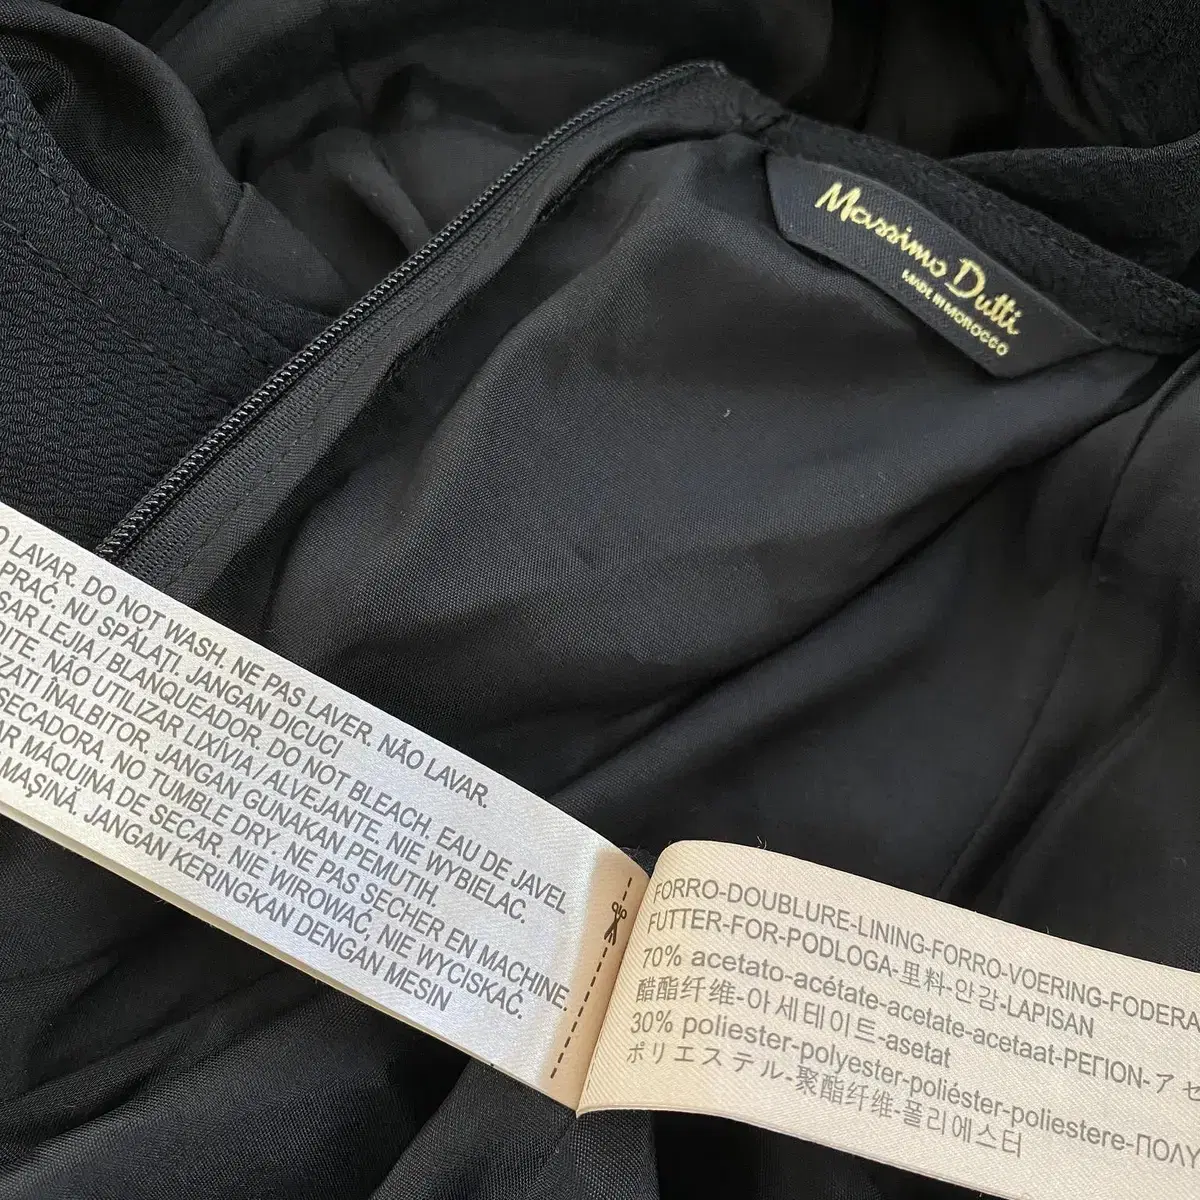 Massimo Dutti
MADE IN MOROCCO
O LAVAR. DO NOT WASH. NE PAS LAVER. NÃO LAVAR.
PRAĆ. NU SPĂLAȚI. JANGAN DICUCI
SAR LEJIA / BLANQUEADOR. DO NOT BLEACH. EAU DE JAVEL
DITE. NÃO UTILIZAR LIXÍVIA / ALVEJANTE. NIE WYBIELAC.
IZATI ÎNALBITOR. JANGAN GUNAKAN PEMUTIH.
SECADORA. NO TUMBLE DRY. NE PAS SECHER EN MACHINE.
AR MÁQUINA DE SECAR. NIE WIROWAĆ, NIE WYCISKAĆ.
MAȘINĂ. JANGAN KERINGKAN DENGAN MESIN
FORRO-DOUBLURE-LINING-FORRO-VOERING-FODERA
FUTTER-FOR-PODLOGA-里料-안감-LAPISAN
70% acetato-acétate-acetate-acetaat-ΡΕΓΙΟΝ-アセ
醋酯纤维-아세테이트-asetat
30% poliester-polyester-poliéster-poliestere-ΠΟΛΥ
ポリエステル-聚酯纤维-폴리에스터